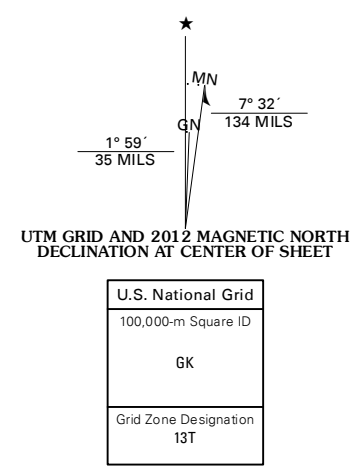 ★
MN
7° 32´
134 MILS
GN
1° 59´
35 MILS
UTM GRID AND 2012 MAGNETIC NORTH
DECLINATION AT CENTER OF SHEET
U.S. National Grid
100,000-m Square ID
GK
Grid Zone Designation
13T